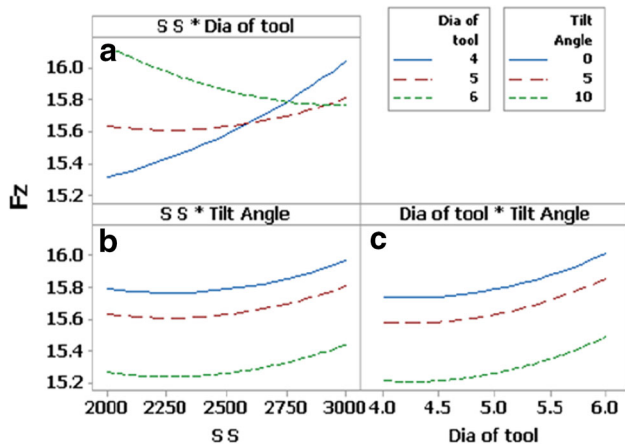 S S * Dia of tool
a
16.0
15.8
15.6
15.4
15.2
Dia of
tool
4
5
6
Tilt
Angle
0
5
10
Fz
S S * Tilt Angle
Dia of tool * Tilt Angle
b
c
16.0
15.8
15.6
15.4
15.2
2000 2250 2500 2750 3000
4.0 4.5 5.0 5.5 6.0
S S
Dia of tool